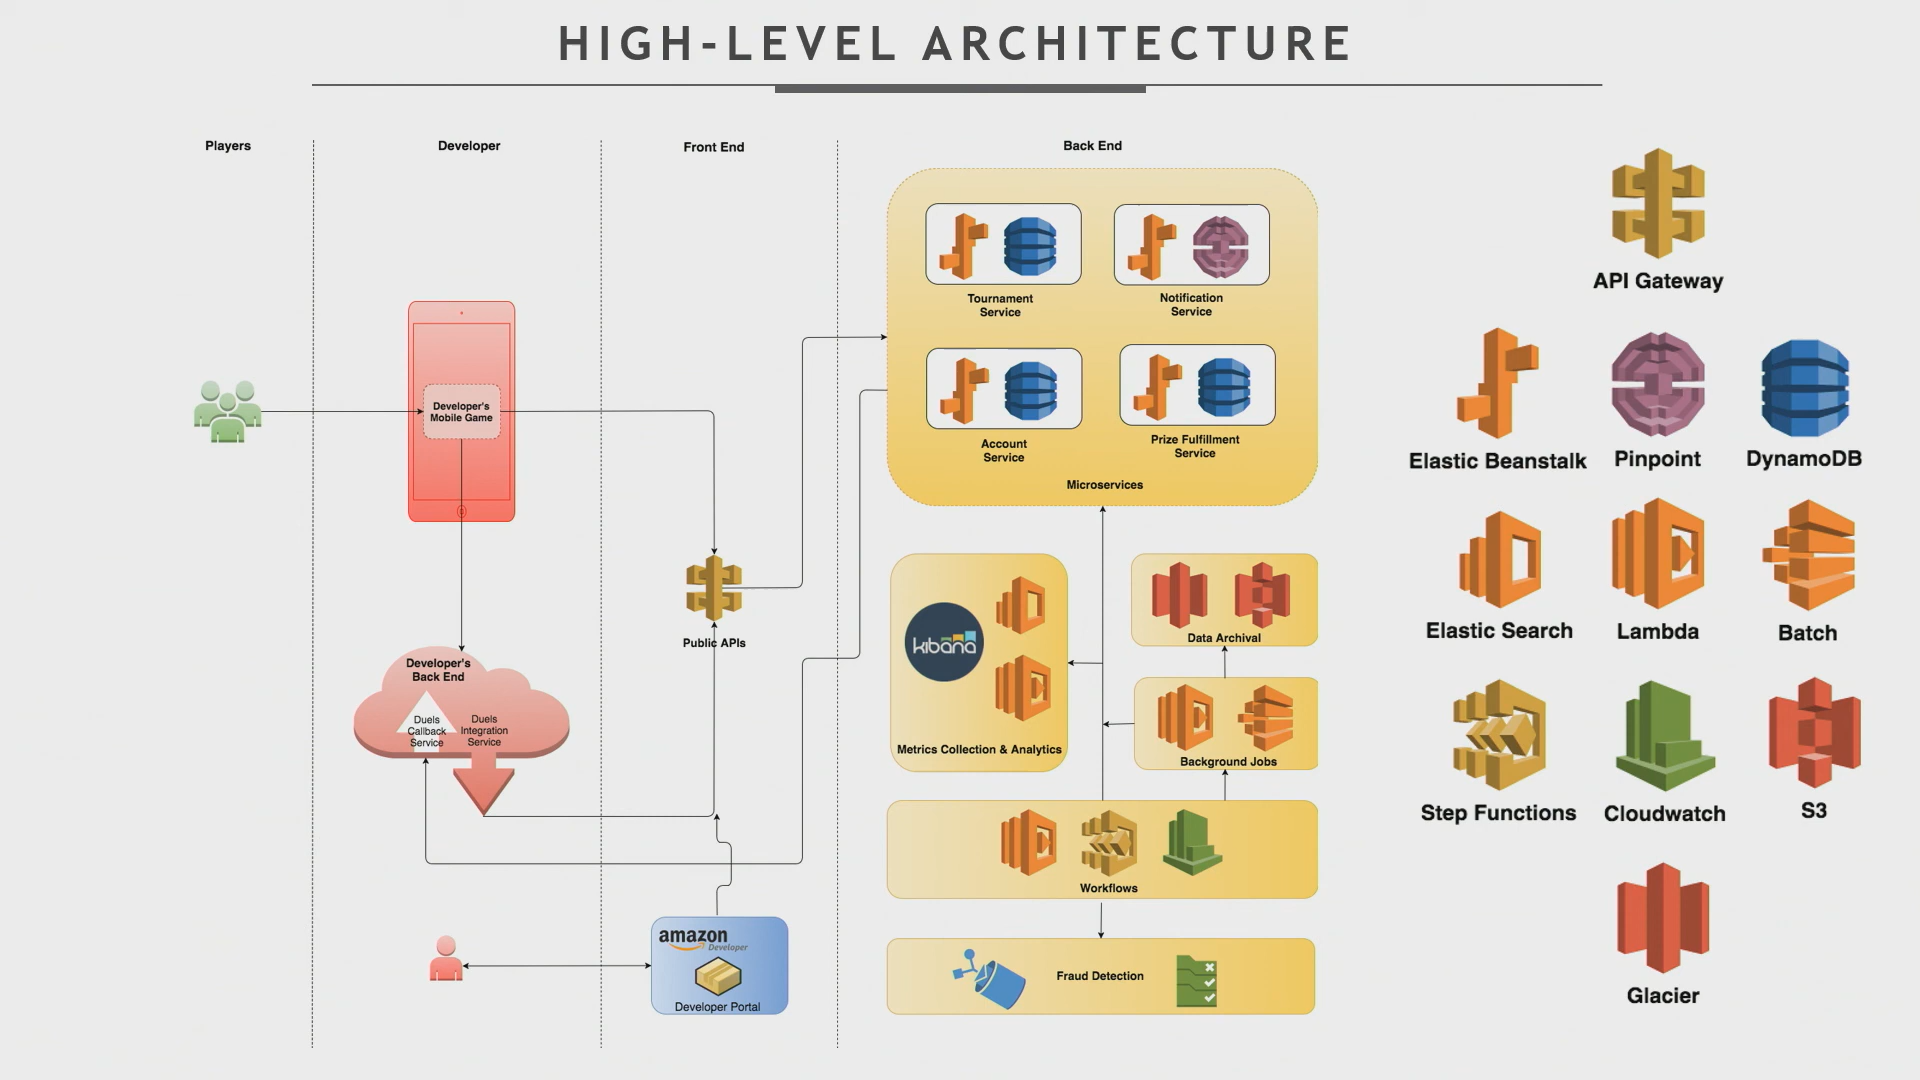 HIGH-LEVEL ARCHITECTURE
Players
Developer
Front End
Back End
Developer's
Mobile Game
Developer's
Back End
Duels
Callback
Service
Duels
Integration
Service
Public APIs
amazon
Developer
Developer Portal
Tournament
Service
Notification
Service
Account
Service
Prize Fulfillment
Service
Microservices
kibana
Metrics Collection & Analytics
Data Archival
Background Jobs
Workflows
Fraud Detection
API Gateway
Elastic Beanstalk
Pinpoint
DynamoDB
Elastic Search
Lambda
Batch
Step Functions
Cloudwatch
S3
Glacier